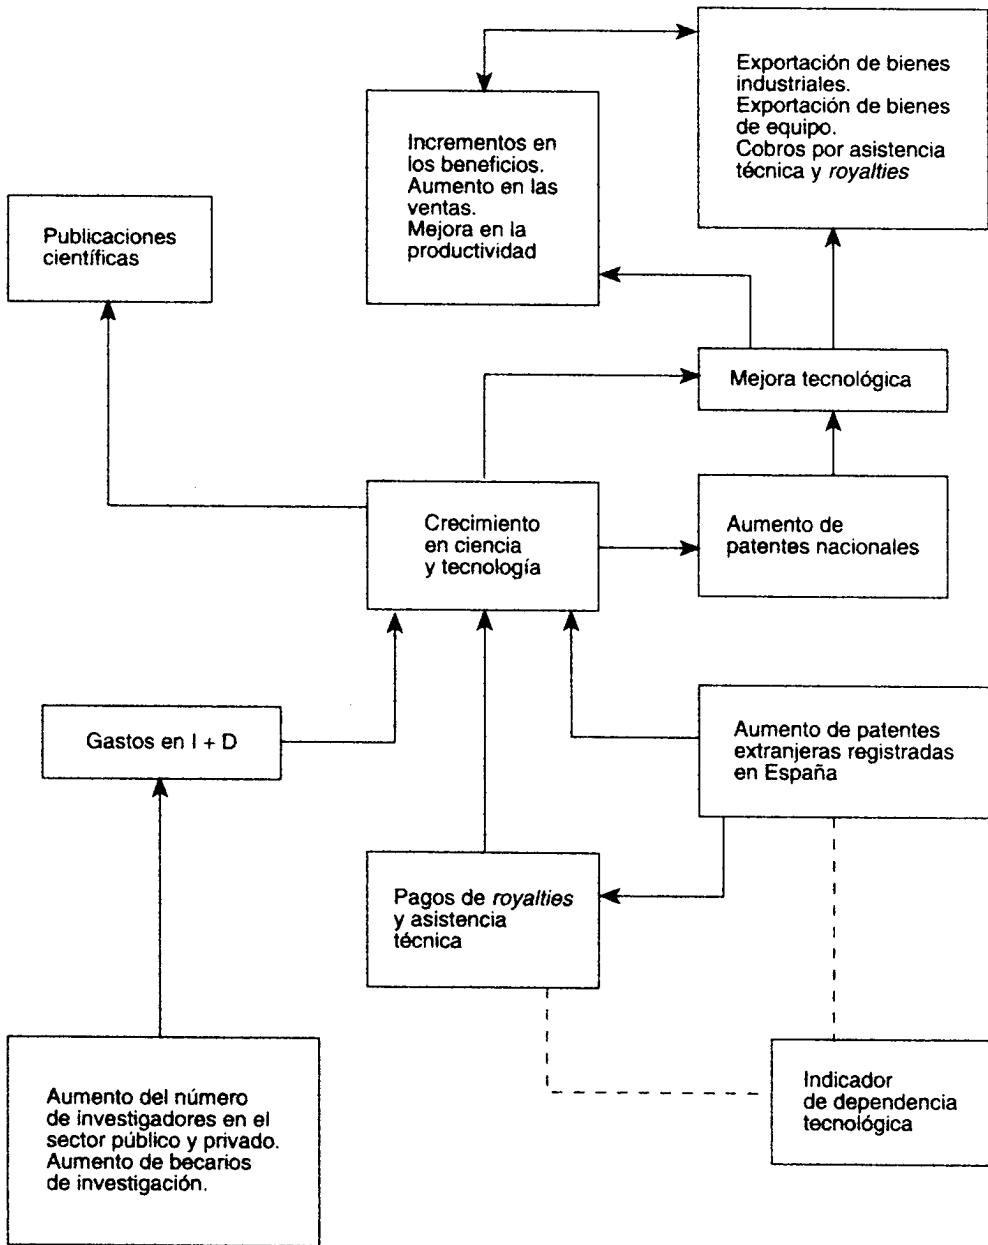 Exportación de bienes
industriales.
Exportación de bienes
de equipo.
Cobros por asistencia
técnica y royalties
Incrementos en
los beneficios.
Aumento en las
ventas.
Mejora en la
productividad
Publicaciones
científicas
Mejora tecnológica
Crecimiento
en ciencia
y tecnología
Aumento de
patentes nacionales
Gastos en I + D
Aumento de patentes
extranjeras registradas
en España
Pagos de royalties
y asistencia
técnica
Aumento del número
de investigadores en el
sector público y privado.
Aumento de becarios
de investigación.
Indicador
de dependencia
tecnológica